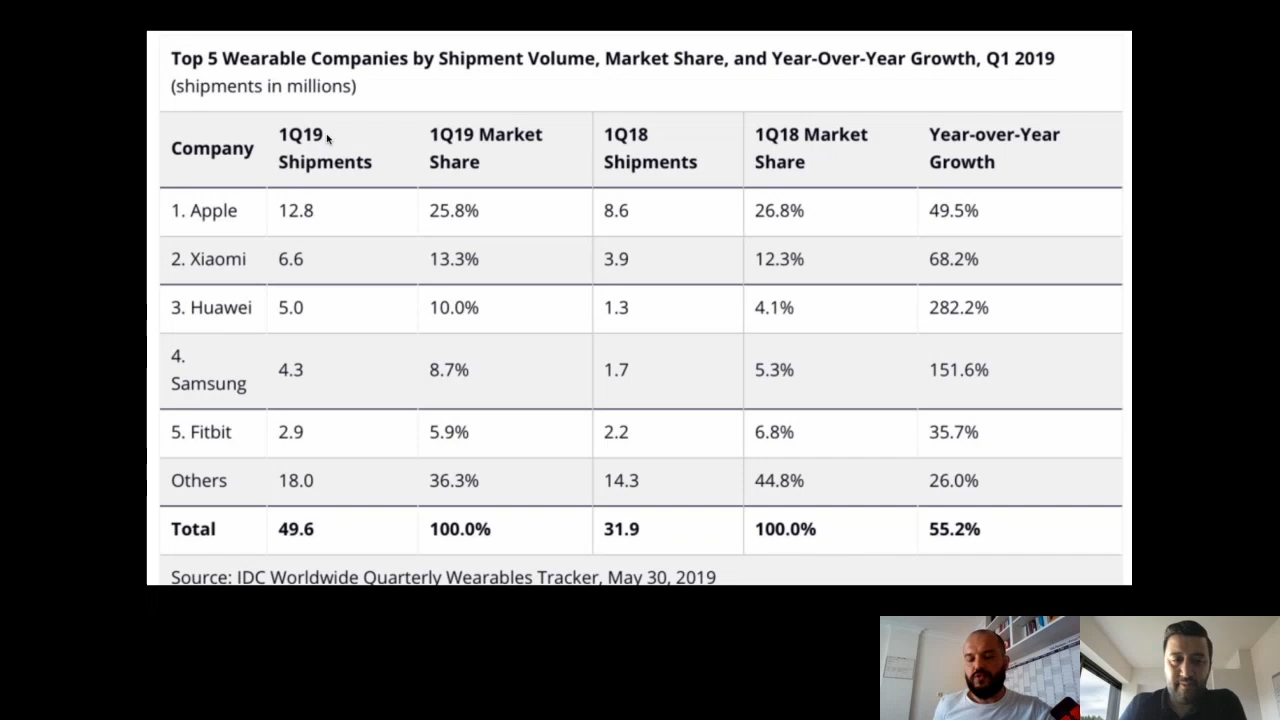 Top 5 Wearable Companies by Shipment Volume, Market Share, and Year-Over-Year Growth, Q1 2019
(shipments in millions)
Company 1Q19 Shipments 1Q19 Market Share 1Q18 Shipments 1Q18 Market Share Year-over-Year Growth
1. Apple 12.8 25.8% 8.6 26.8% 49.5%
2. Xiaomi 6.6 13.3% 3.9 12.3% 68.2%
3. Huawei 5.0 10.0% 1.3 4.1% 282.2%
4. Samsung 4.3 8.7% 1.7 5.3% 151.6%
5. Fitbit 2.9 5.9% 2.2 6.8% 35.7%
Others 18.0 36.3% 14.3 44.8% 26.0%
Total 49.6 100.0% 31.9 100.0% 55.2%
Source: IDC Worldwide Quarterly Wearables Tracker, May 30, 2019